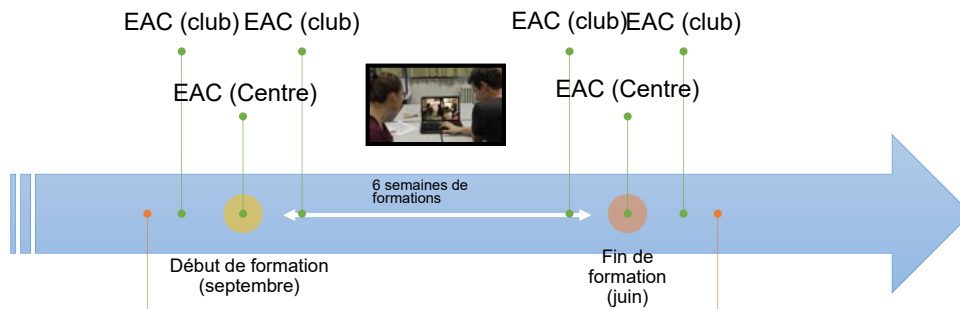 EAC (club)
EAC (club)
EAC (club)
EAC (club)
EAC (Centre)
EAC (Centre)
6 semaines de
formations
Début de formation
(septembre)
Fin de
formation
(juin)